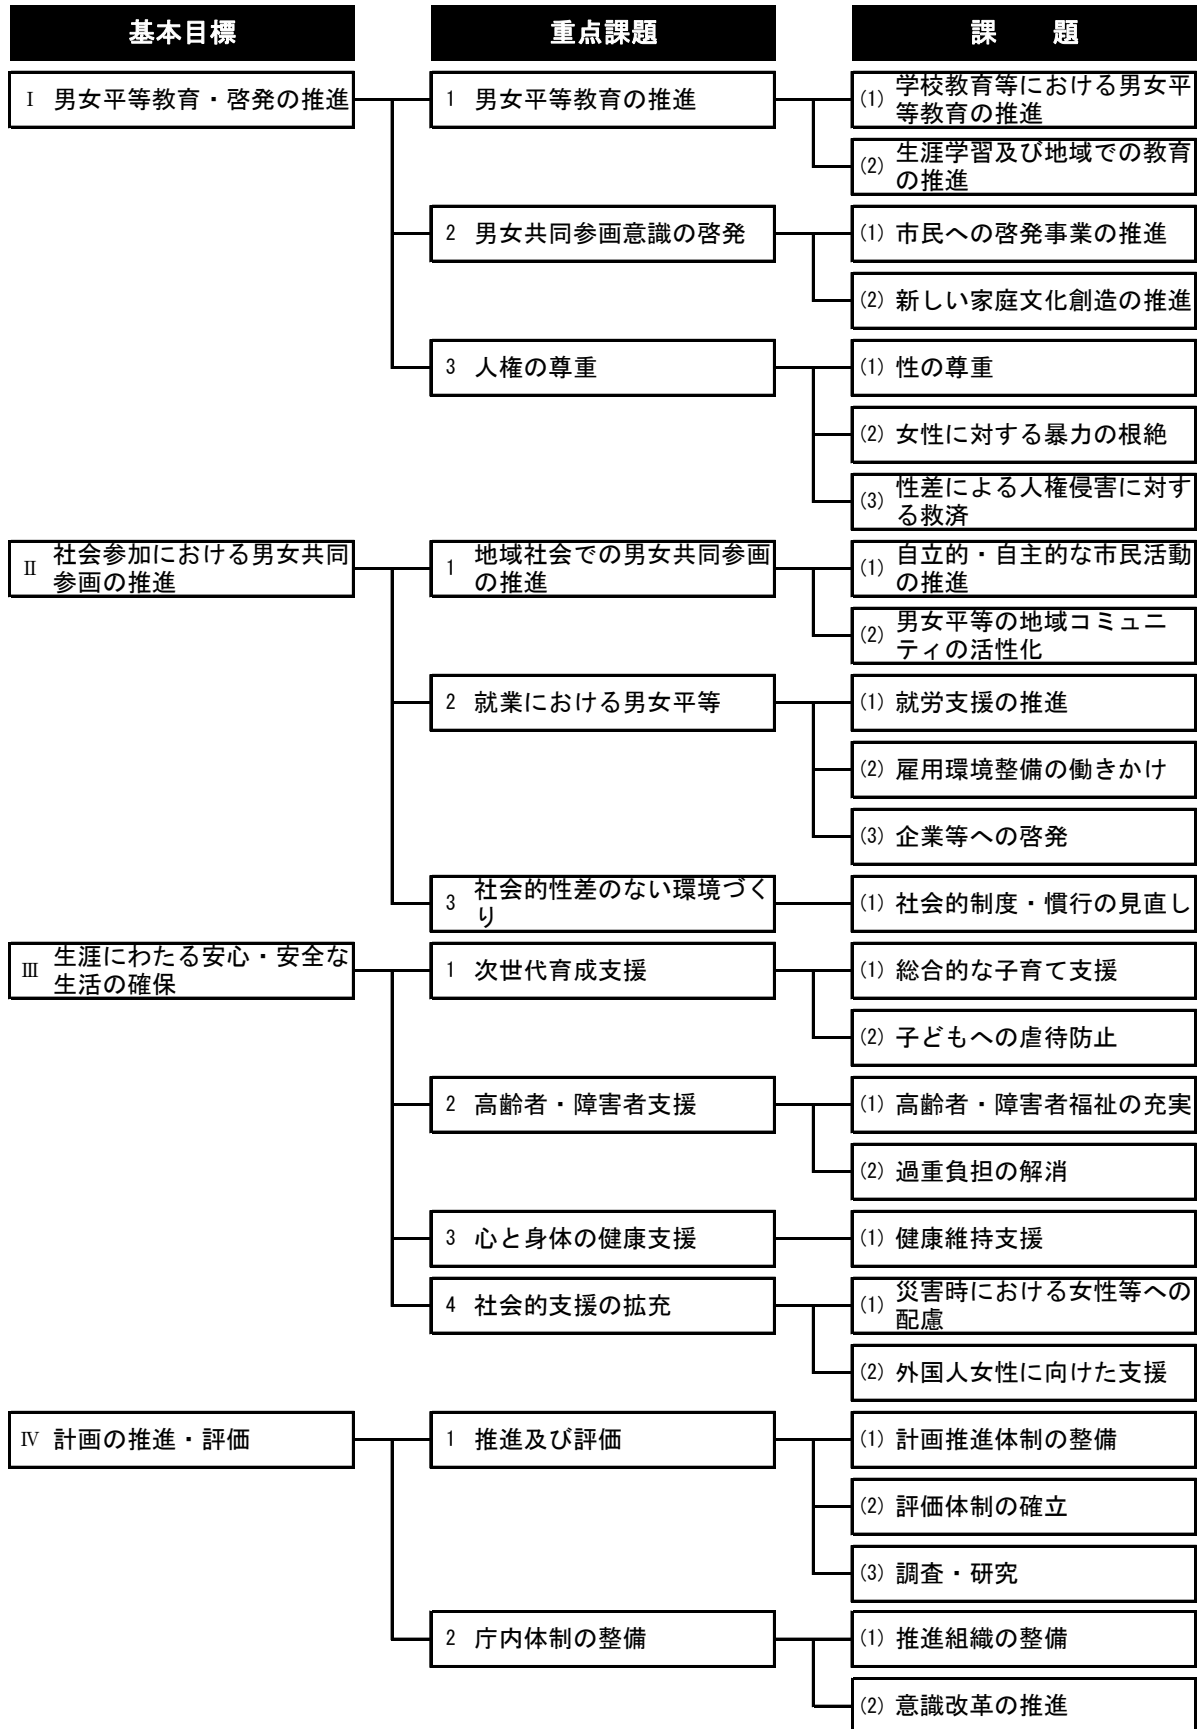 基本目標
重点課題
課　　題
Ⅰ 男女平等教育・啓発の推進
1 男女平等教育の推進
(1) 学校教育等における男女平
等教育の推進
(2) 生涯学習及び地域での教育
の推進
2 男女共同参画意識の啓発
(1) 市民への啓発事業の推進
(2) 新しい家庭文化創造の推進
3 人権の尊重
(1) 性の尊重
(2) 女性に対する暴力の根絶
(3) 性差による人権侵害に対す
る救済
Ⅱ 社会参加における男女共同
参画の推進
1 地域社会での男女共同参画
の推進
(1) 自立的・自主的な市民活動
の推進
(2) 男女平等の地域コミュニ
ティの活性化
2 就業における男女平等
(1) 就労支援の推進
(2) 雇用環境整備の働きかけ
(3) 企業等への啓発
3 社会的性差のない環境づく
り
(1) 社会的制度・慣行の見直し
Ⅲ 生涯にわたる安心・安全な
生活の確保
1 次世代育成支援
(1) 総合的な子育て支援
(2) 子どもへの虐待防止
2 高齢者・障害者支援
(1) 高齢者・障害者福祉の充実
(2) 過重負担の解消
3 心と身体の健康支援
(1) 健康維持支援
4 社会的支援の拡充
(1) 災害時における女性等への
配慮
(2) 外国人女性に向けた支援
Ⅳ 計画の推進・評価
1 推進及び評価
(1) 計画推進体制の整備
(2) 評価体制の確立
(3) 調査・研究
2 庁内体制の整備
(1) 推進組織の整備
(2) 意識改革の推進